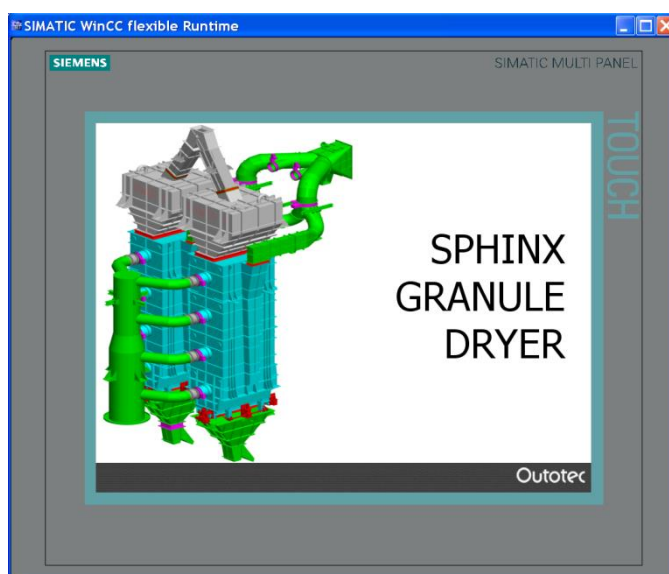 SIMATIC WinCC flexible Runtime
SIEMENS
SIMATIC MULTI PANEL
TOUCH
SPHINX
GRANULE
DRYER
Outotec